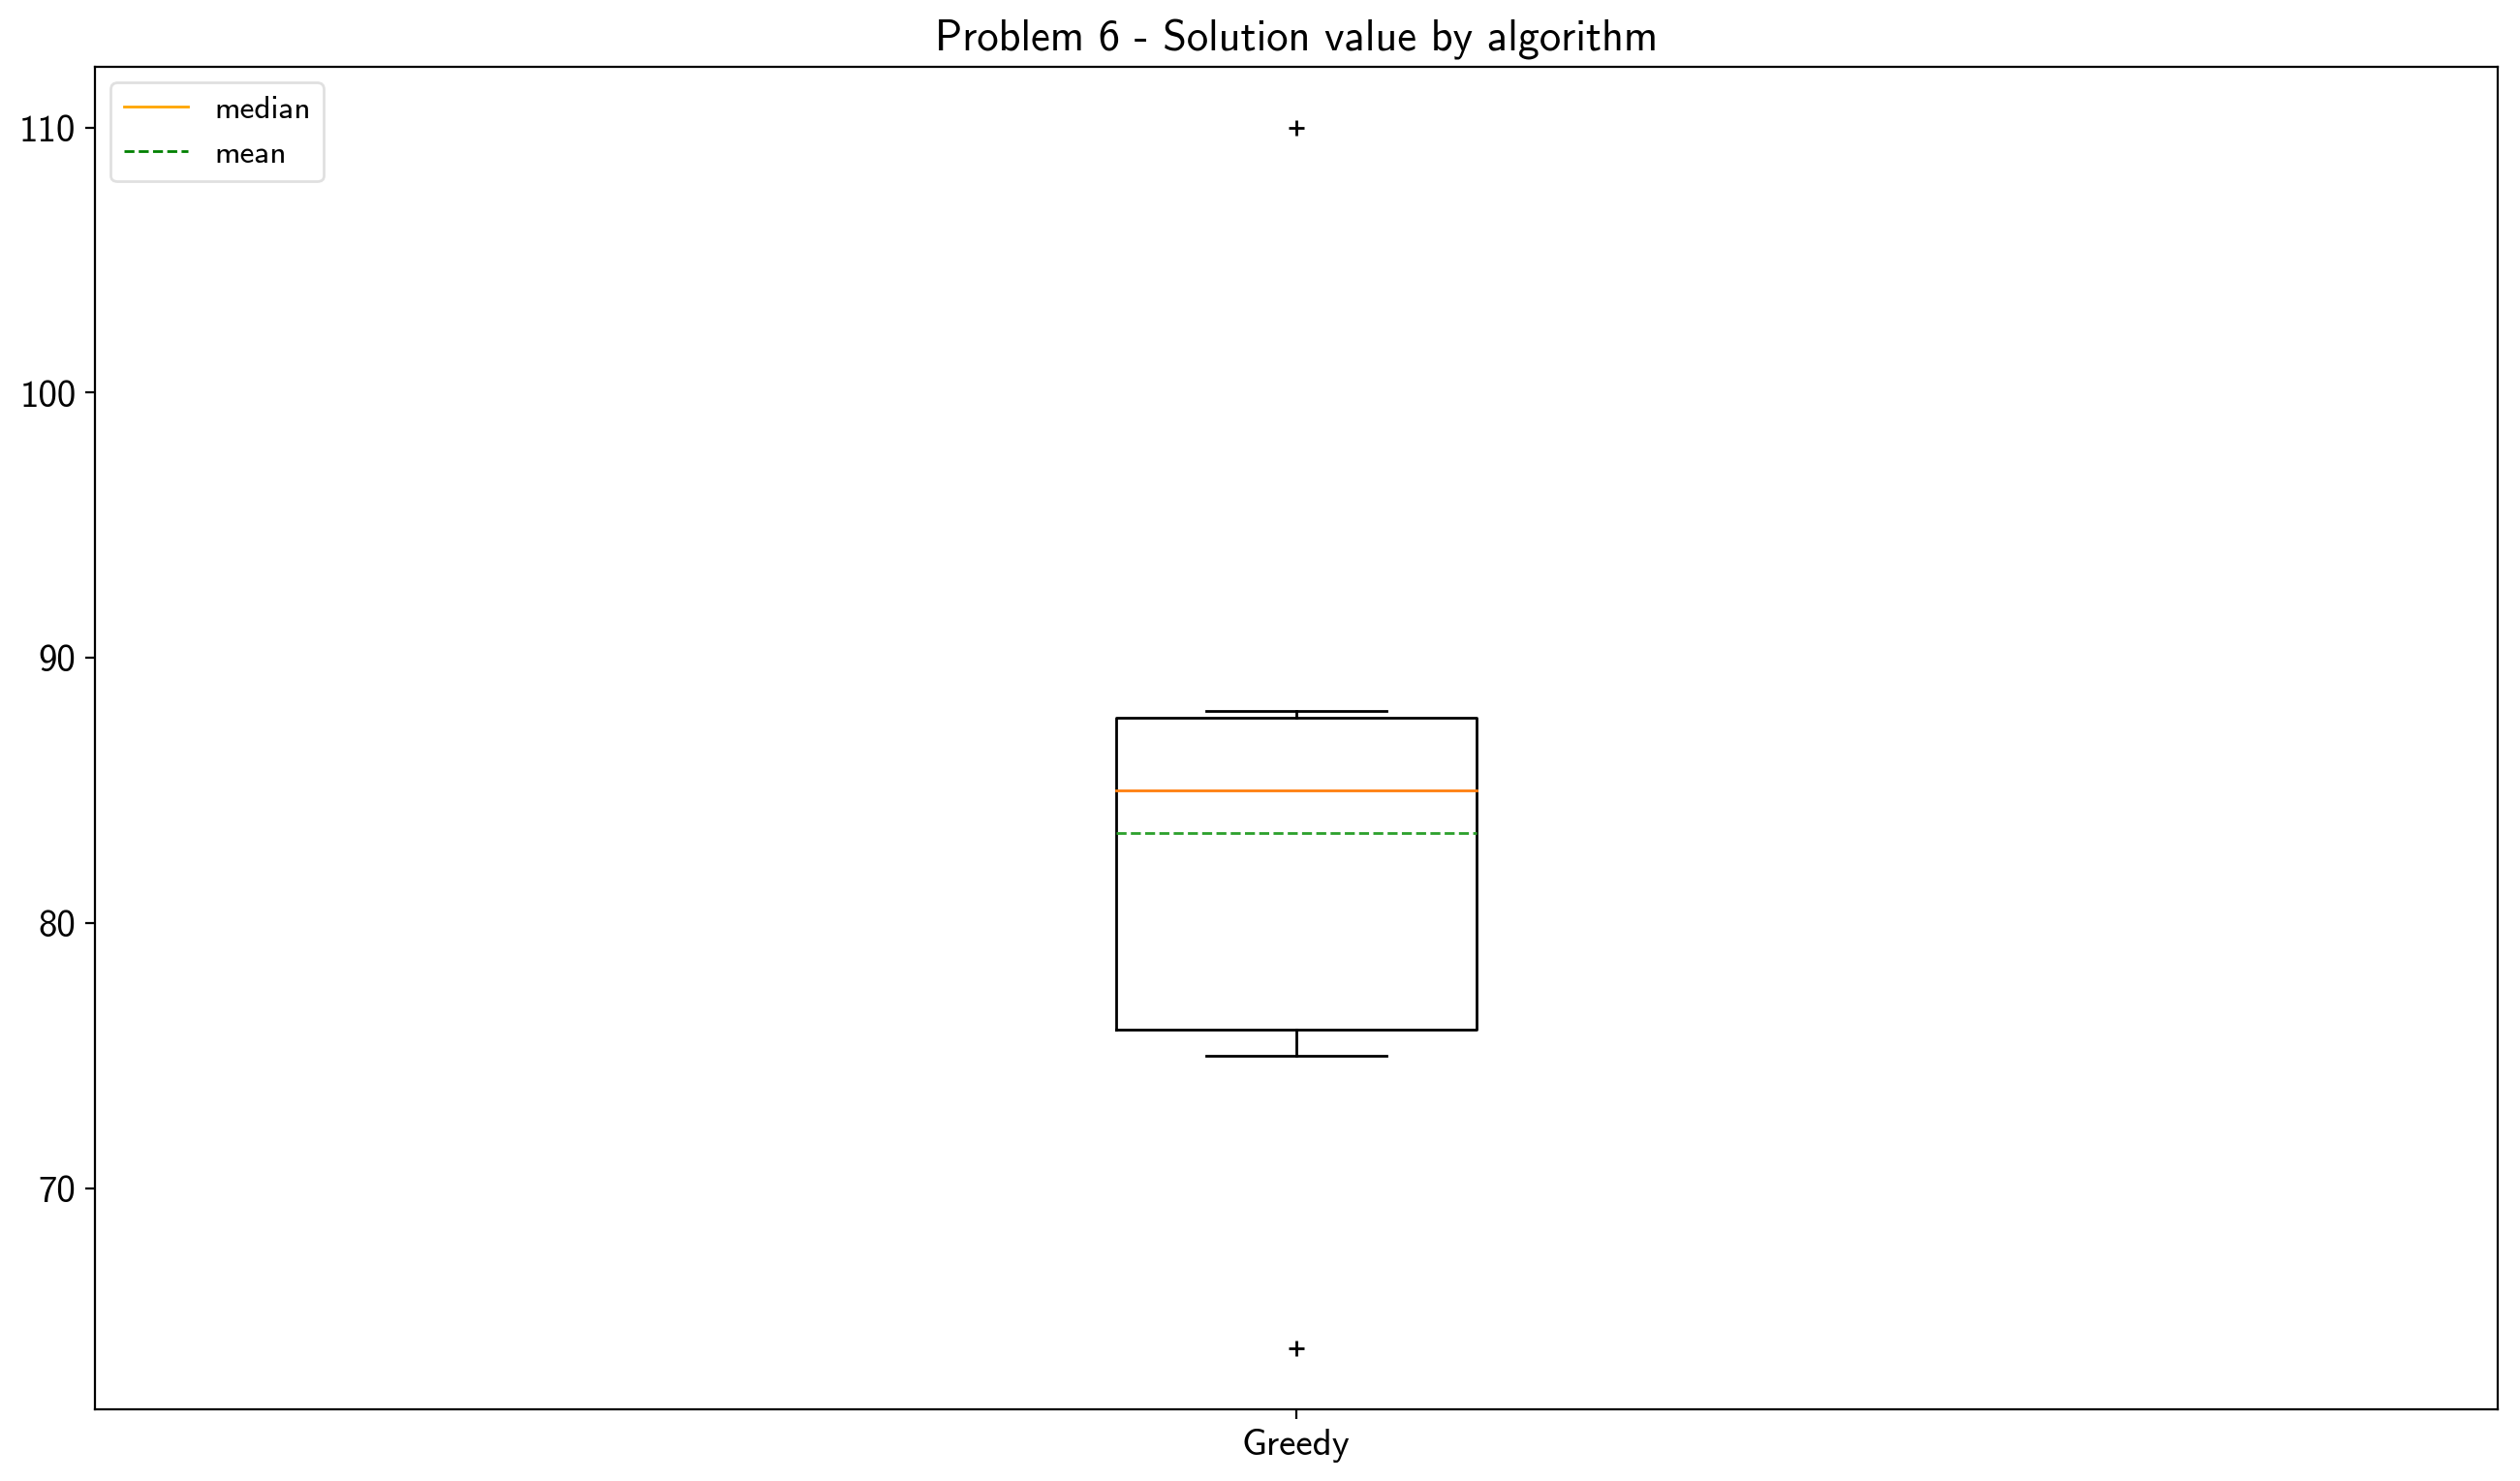 Problem 6 - Solution value by algorithm
median
mean
110
100
90
80
70
Greedy